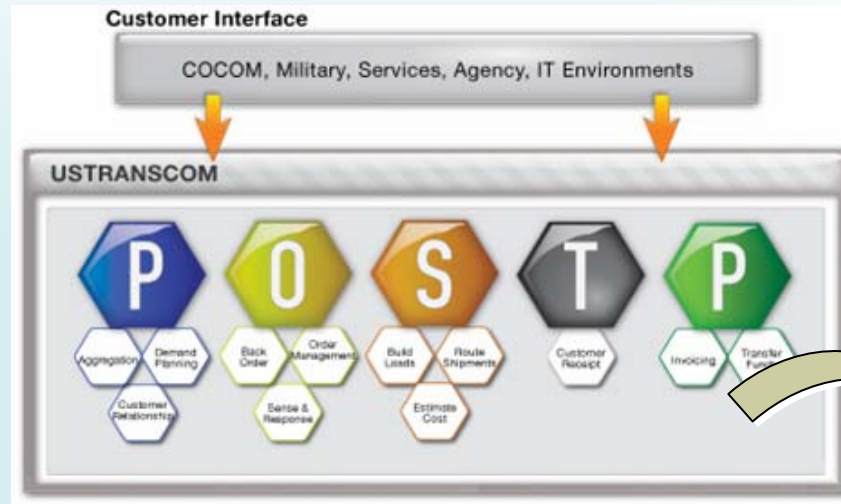 Customer Interface
COCOM, Military, Services, Agency, IT Environments
USTRANSCOM
P O S T P
Aggregation
Demand
Planning
Customer
Relationship
Back
Order
Order
Management
Sense &
Response
Build
Loads
Route
Shipments
Estimate
Cost
Customer
Receipt
Invoicing
Transfer